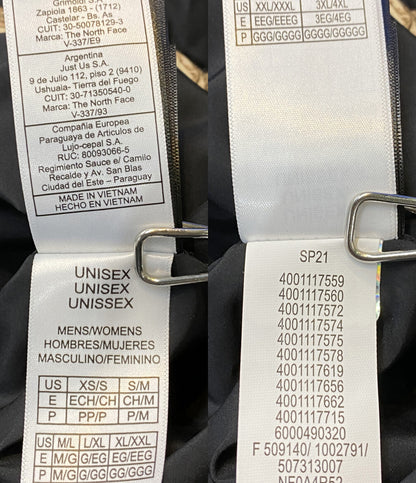 Grimoldi S.A.
Zapiola 1863 - (1712)
Castelar - Bs. As
CUIT: 30-50078129-3
Marca: The North Face
V-337/E9
Argentina
Just Us S.A.
9 de Julio 112, piso 2 (9410)
Ushuaia- Tierra del Fuego
CUIT: 30-71350540-0
Marca: The North Face
V-337/93
Compañia Europea
Paraguaya de Articulos de
Lujo-cepal S.A.
RUC: 80093066-5
Regimiento Sauce e/ Camilo
Recalde y Av. San Blas
Ciudad del Este – Paraguay
MADE IN VIETNAM
HECHO EN VIETNAM
UNISEX
UNISEX
UNISSEX
MENS/WOMENS
HOMBRES/MUJERES
MASCULINO/FEMININO
US XS/S S/M
E ECH/CH CH/M
P PP/P P/M
US M/L L/XL XL/XXL
E M/G G/EG EG/EEG
P M/G G/GG GG/GGG
US XXL/XXXL 3XL/4XL
E EEG/EEEG 3EG/4EG
P GGG/GGGG GGGG/GGGGG
SP21
4001117559
4001117560
4001117572
4001117574
4001117575
4001117578
4001117619
4001117656
4001117662
4001117715
6000490320
F 509140/ 1002791/
507313007
NF0A4R52